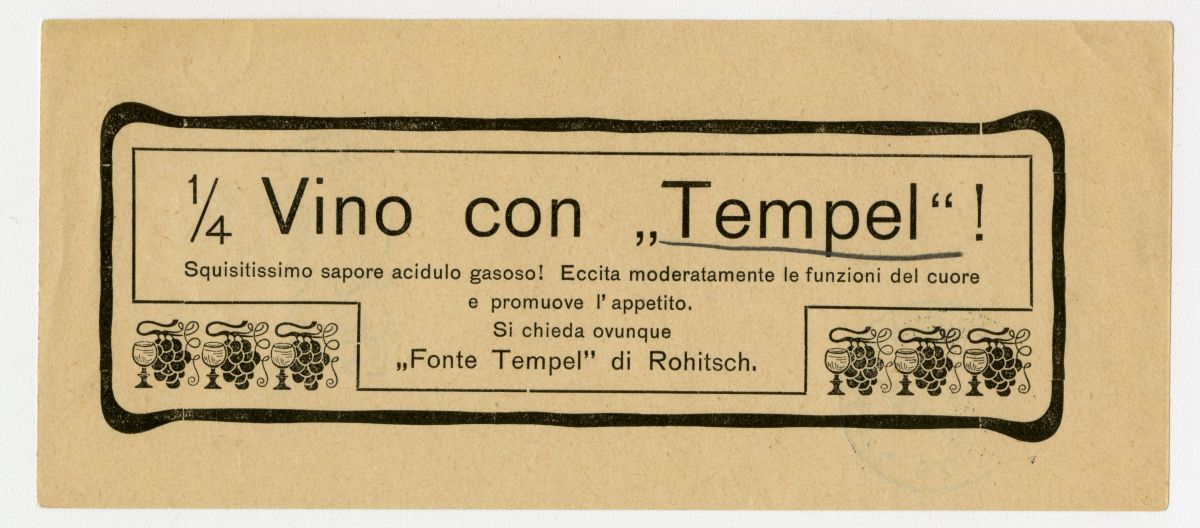 ¼ Vino con „Tempel“!
Squisitissimo sapore acidulo gasoso! Eccita moderatamente le funzioni del cuore
e promuove l'appetito.
Si chieda ovunque
„Fonte Tempel” di Rohitsch.